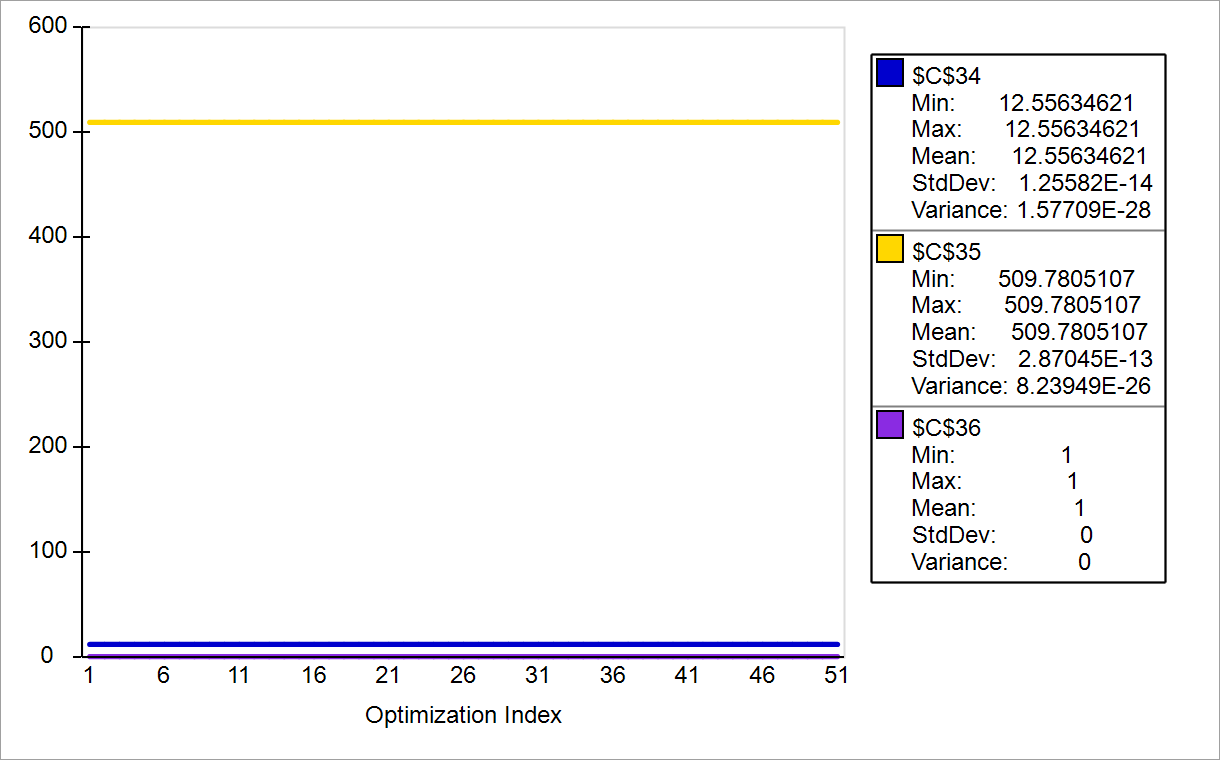 600
500
400
300
200
100
0
1 6 11 16 21 26 31 36 41 46 51
Optimization Index
$C$34
Min: 12.55634621
Max: 12.55634621
Mean: 12.55634621
StdDev: 1.25582E-14
Variance: 1.57709E-28
$C$35
Min: 509.7805107
Max: 509.7805107
Mean: 509.7805107
StdDev: 2.87045E-13
Variance: 8.23949E-26
$C$36
Min: 1
Max: 1
Mean: 1
StdDev: 0
Variance: 0